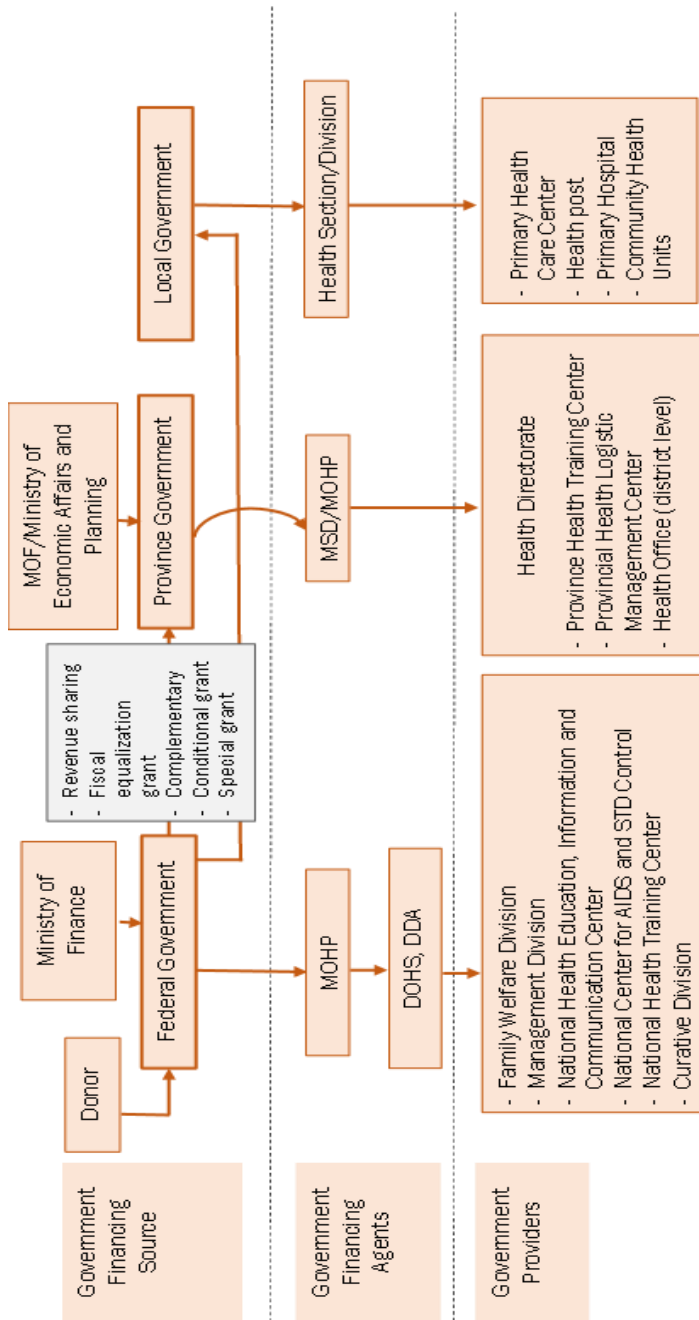 Government
Financing
Source
Donor
Ministry of
Finance
Federal Government
- Revenue sharing
- Fiscal
equalization
grant
- Complementary
- Conditional grant
- Special grant
MOF/Ministry of
Economic Affairs and
Planning
Province Government
Local Government
Government
Financing
Agents
MOHP
DOHS, DDA
MSD/MOHP
Health Section/Division
Government
Providers
- Family Welfare Division
- Management Division
- National Health Education, Information and
Communication Center
- National Center for AIDS and STD Control
- National Health Training Center
- Curative Division
Health Directorate
- Province Health Training Center
- Provincial Health Logistic
Management Center
- Health Office (district level)
- Primary Health
Care Center
- Health post
- Primary Hospital
- Community Health
Units